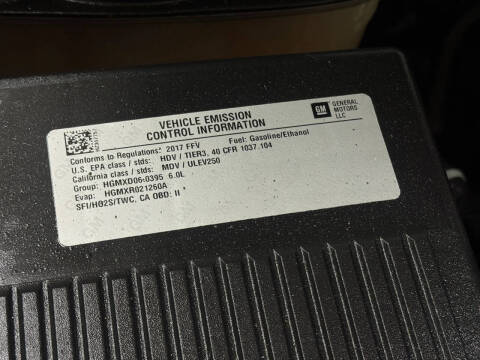 VEHICLE EMISSION
CONTROL INFORMATION
GM GENERAL
MOTORS
LLC
Conforms to Regulations: 2017 FFV Fuel: Gasoline/Ethanol
U.S. EPA class / stds: HDV / TIER3, 40 CFR 1037.104
California class / stds: MDV / ULEV250
Group: HGMXD06.0395 6.0L
Evap: HGMXR021260A
SFI/HO2S/TWC, CA OBD: II